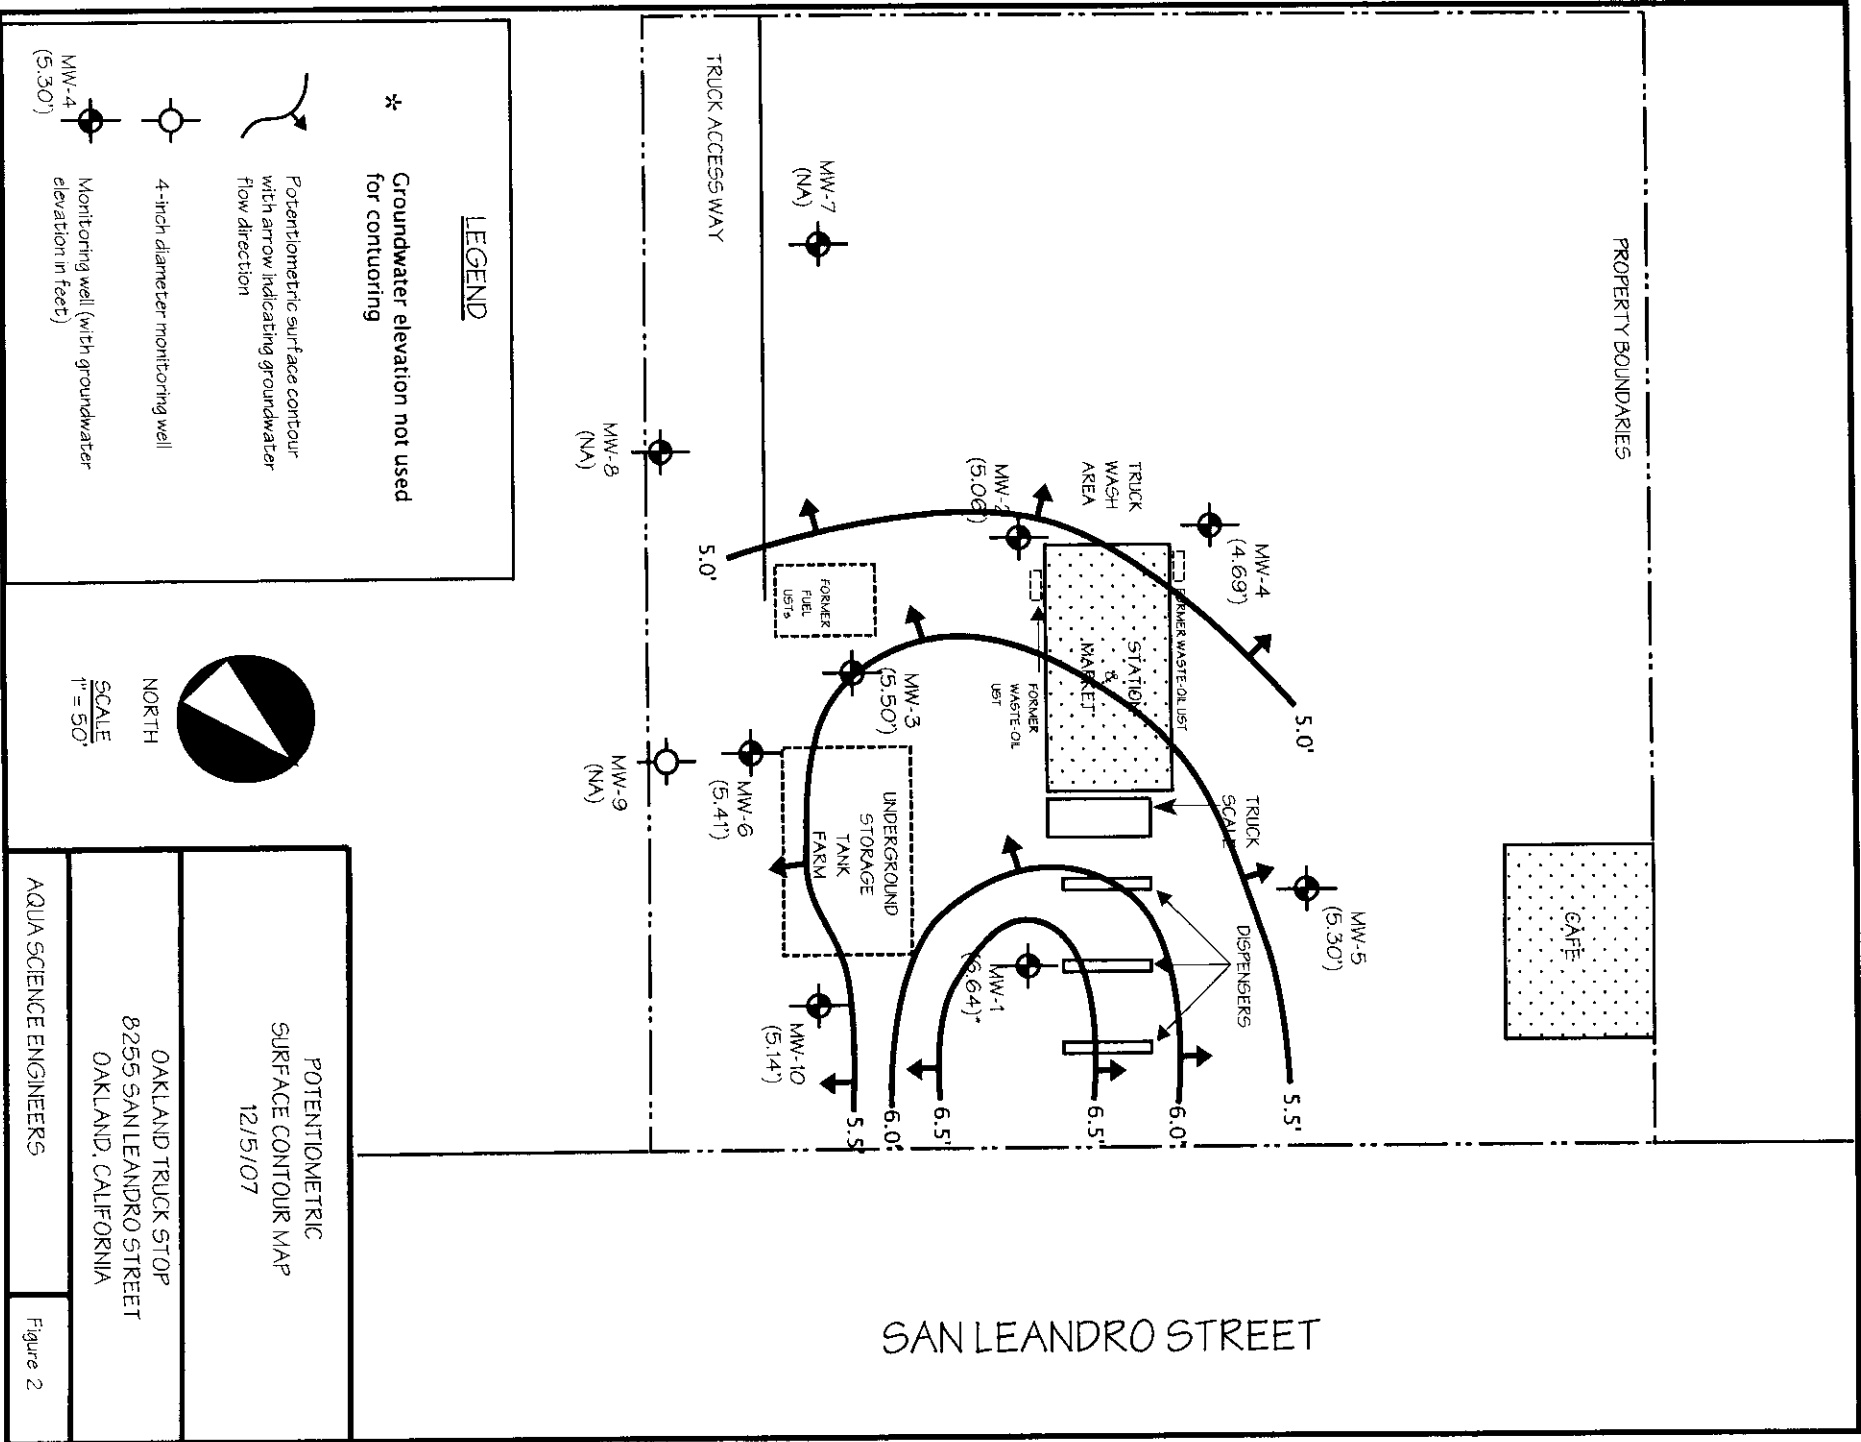 SAN LEANDRO STREET
PROPERTY BOUNDARIES
CAFE
MW-4
(4.69')
MW-5
(5.30')
TRUCK
WASH
AREA
TRUCK
SCALE
DISPENSERS
FORMER WASTE-OIL UST
STATION
&
MARKET
FORMER
WASTE-OIL
UST
MW-2
(5.06')
MW-1
(6.64')*
MW-3
(5.50')
UNDERGROUND
STORAGE
TANK
FARM
FORMER
FUEL
USTs
MW-7
(NA)
MW-10
(5.14')
MW-6
(5.41')
TRUCK ACCESS WAY
MW-8
(NA)
MW-9
(NA)
5.0'
5.0'
5.5'
6.0'
6.5'
6.5'
6.0'
5.5'
LEGEND
* Groundwater elevation not used
for contuoring
Potentiometric surface contour
with arrow indicating groundwater
flow direction
4-inch diameter monitoring well
MW-4
(5.30')
Monitoring well (with groundwater
elevation in feet)
NORTH
SCALE
1" = 50'
POTENTIOMETRIC
SURFACE CONTOUR MAP
12/5/07
OAKLAND TRUCK STOP
8255 SAN LEANDRO STREET
OAKLAND, CALIFORNIA
AQUA SCIENCE ENGINEERS
Figure 2